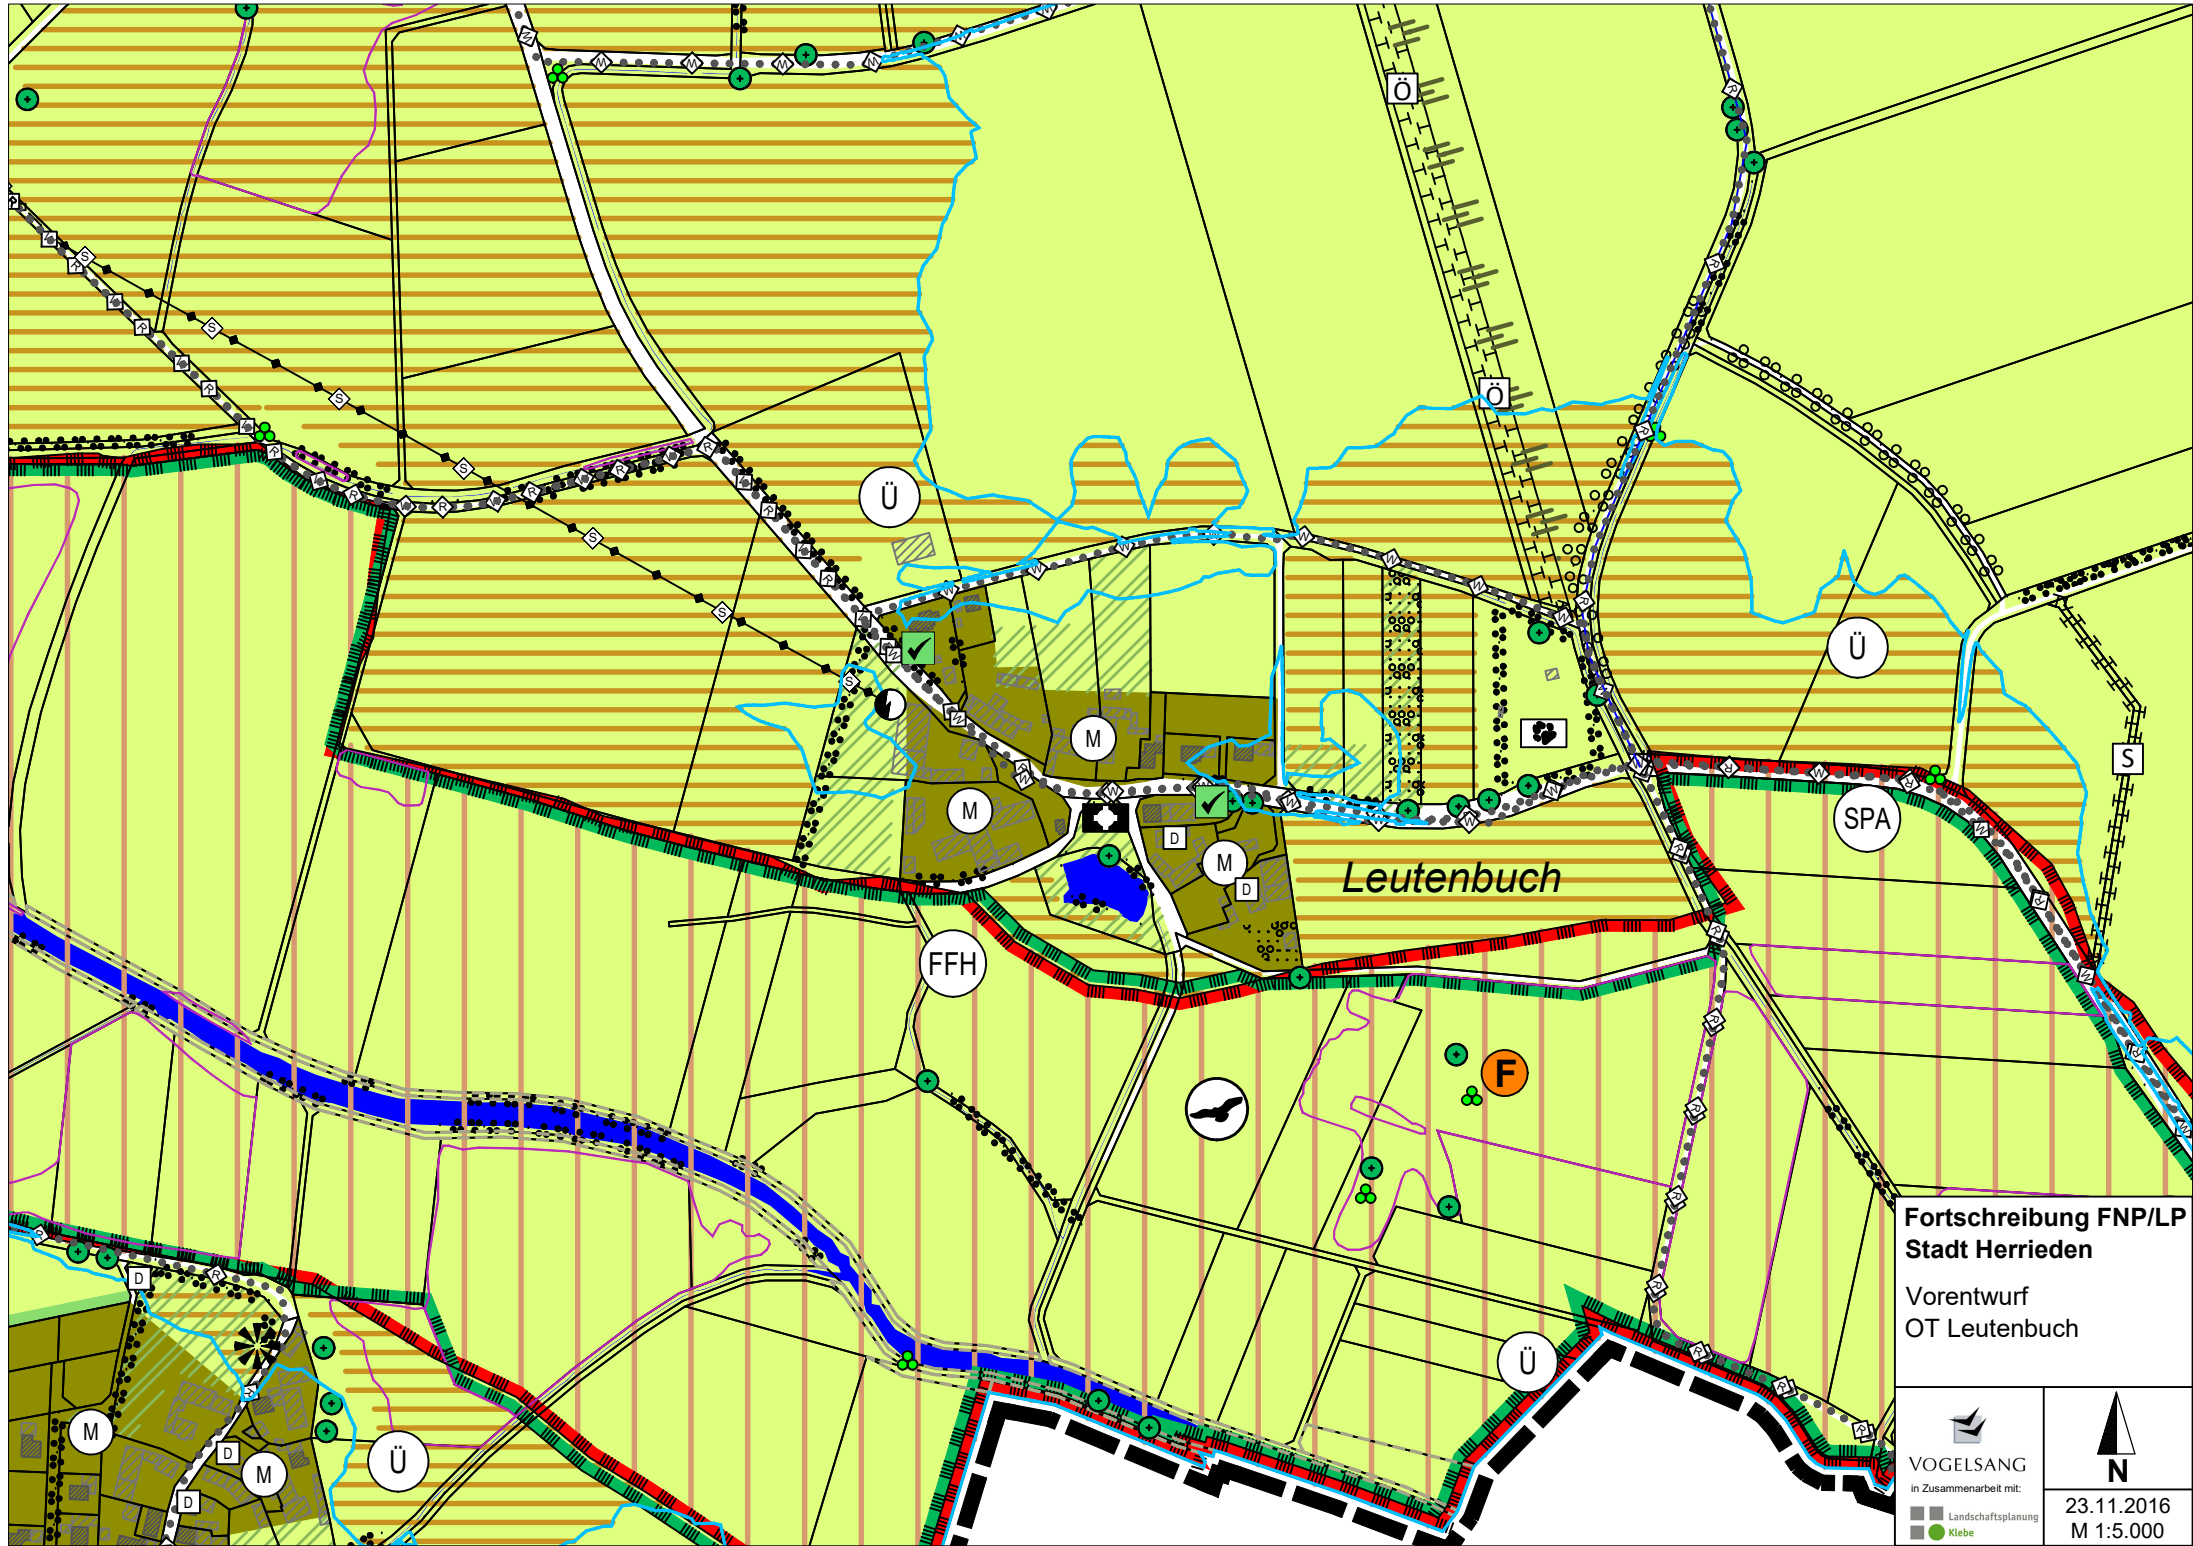 Ö
Ö
Ü
Ü
M
M
M
D
D
S
SPA
Leutenbuch
FFH
F
Ü
D
M
D
M
D
Ü
Fortschreibung FNP/LP
Stadt Herrieden
Vorentwurf
OT Leutenbuch
VOGELSANG
in Zusammenarbeit mit:
Landschaftsplanung
Klebe
N
23.11.2016
M 1:5.000